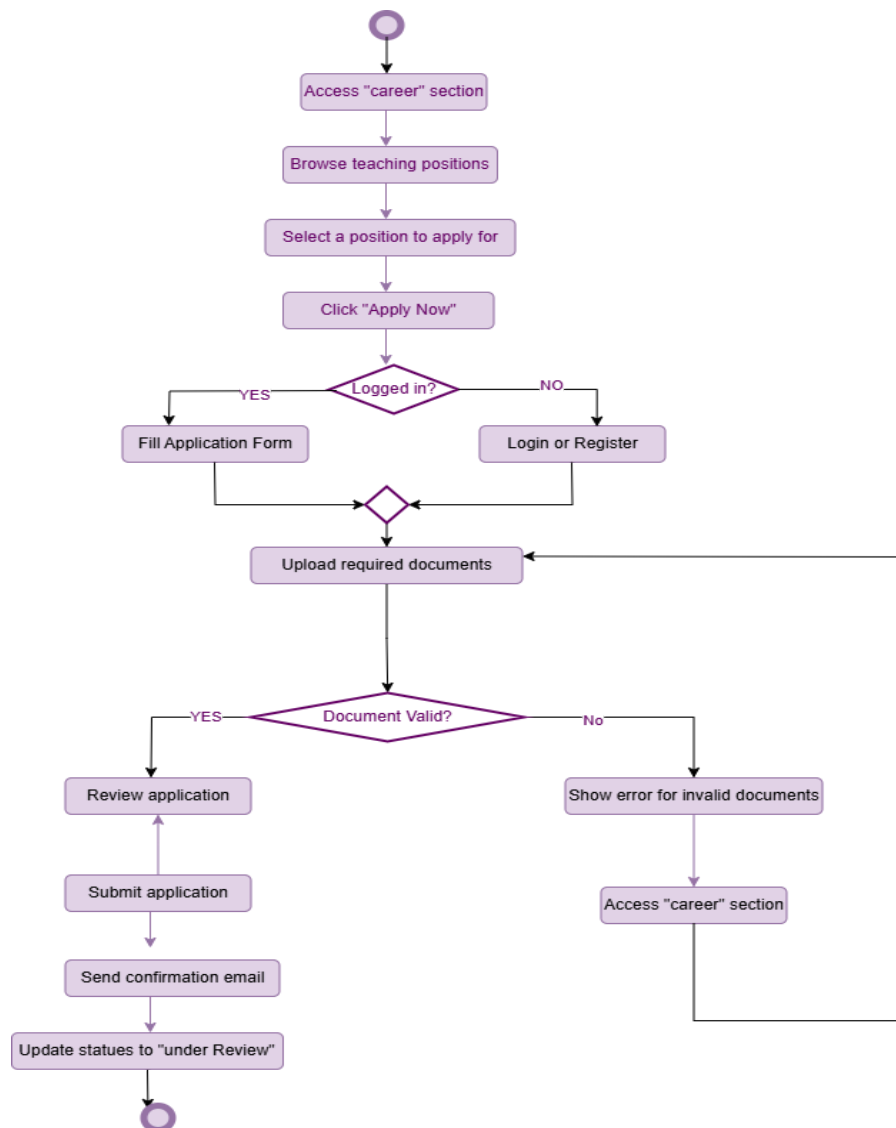 Access "career" section
Browse teaching positions
Select a position to apply for
Click "Apply Now"
Logged in?
YES
NO
Fill Application Form
Login or Register
Upload required documents
Document Valid?
YES
No
Review application
Show error for invalid documents
Submit application
Access "career" section
Send confirmation email
Update statues to "under Review"